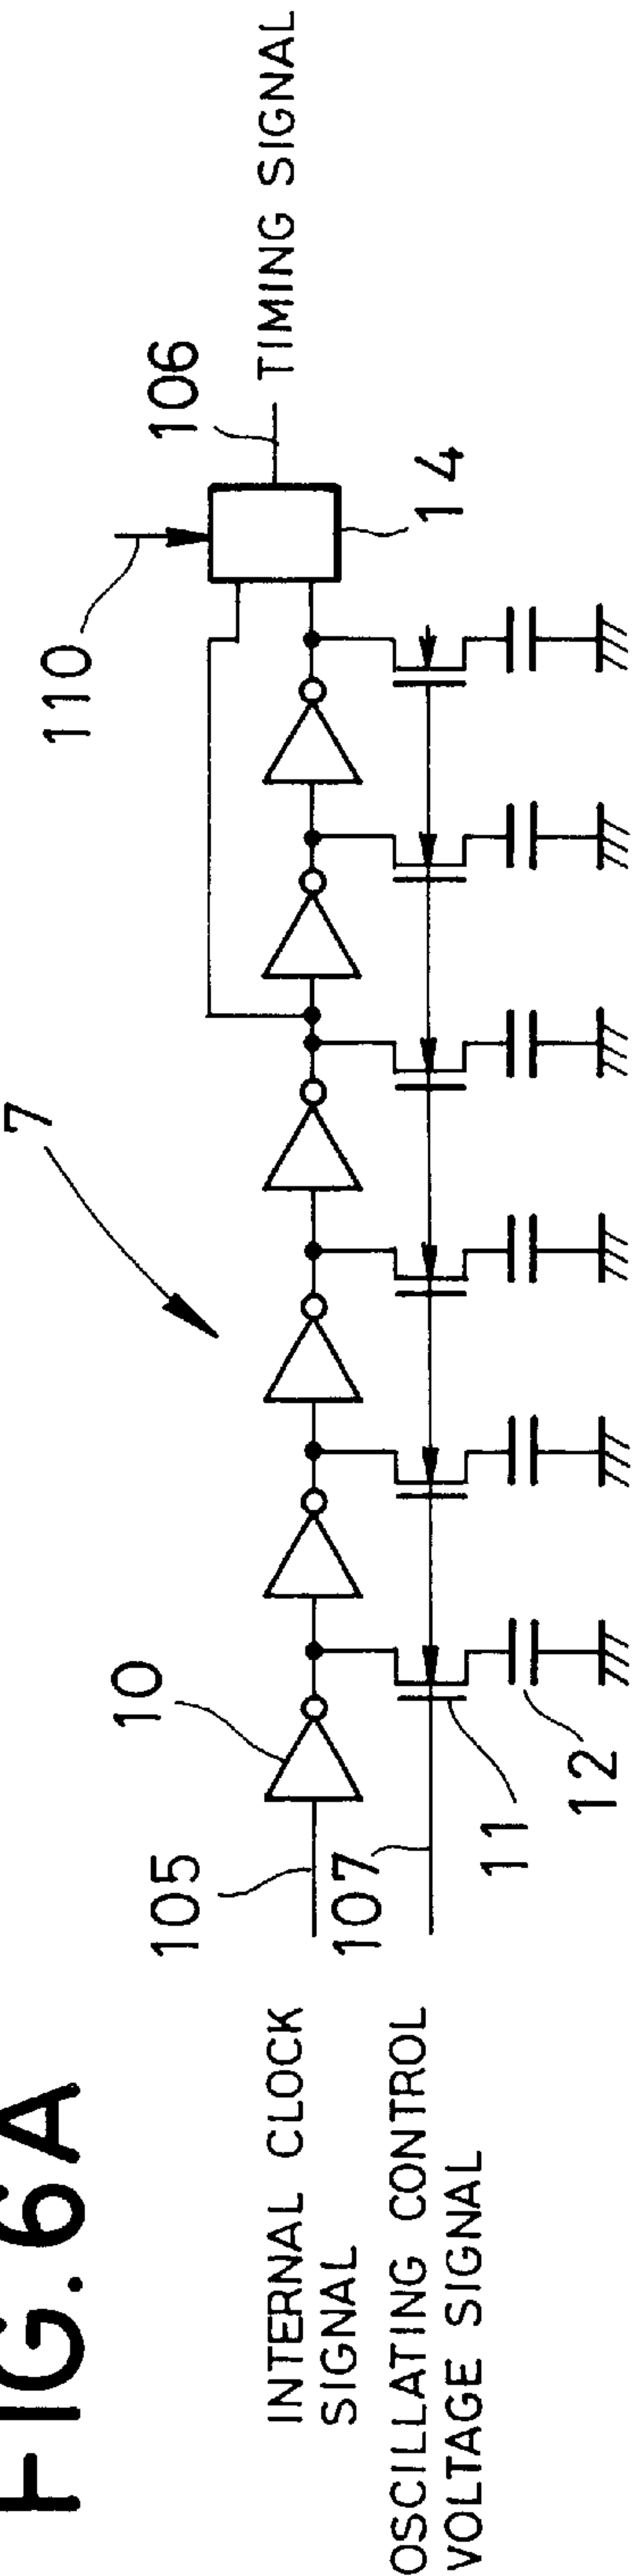 FIG. 6A
7
110
106
TIMING SIGNAL
14
10
105
INTERNAL CLOCK
SIGNAL
107
OSCILLATING CONTROL
VOLTAGE SIGNAL
11
12